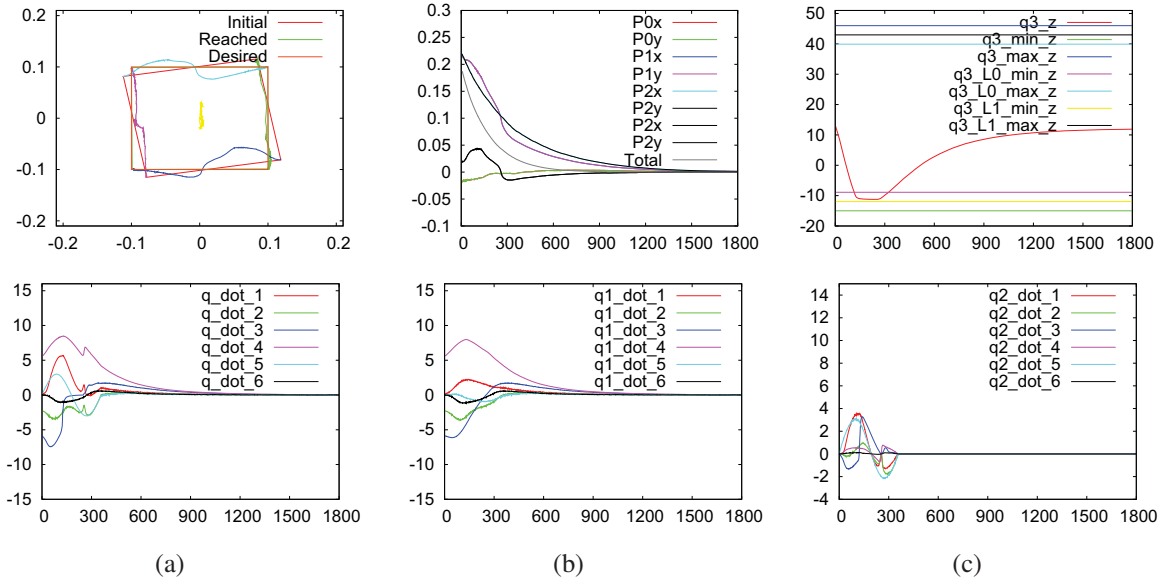 Initial
Reached
Desired
0.2
0.1
0
-0.1
-0.2
-0.2
-0.1
0
0.1
0.2
P0x
P0y
P1x
P1y
P2x
P2y
P2x
P2y
Total
0.3
0.25
0.2
0.15
0.1
0.05
0
-0.05
0.1
0 300 600 900 1200 1500 1800
q3_z
q3_min_z
q3_max_z
q3_L0_min_z
q3_L0_max_z
q3_L1_min_z
q3_L1_max_z
50
40
30
20
10
0
-10
-20
0 300 600 900 1200 1500 1800
q_dot_1
q_dot_2
q_dot_3
q_dot_4
q_dot_5
q_dot_6
15
10
5
0
-5
-10
-15
0 300 600 900 1200 1500 1800
q1_dot_1
q1_dot_2
q1_dot_3
q1_dot_4
q1_dot_5
q1_dot_6
15
10
5
0
-5
-10
-15
0 300 600 900 1200 1500 1800
q2_dot_1
q2_dot_2
q2_dot_3
q2_dot_4
q2_dot_5
q2_dot_6
14
12
10
8
6
4
2
0
-2
-4
0 300 600 900 1200 1500 1800
(a) (b) (c)